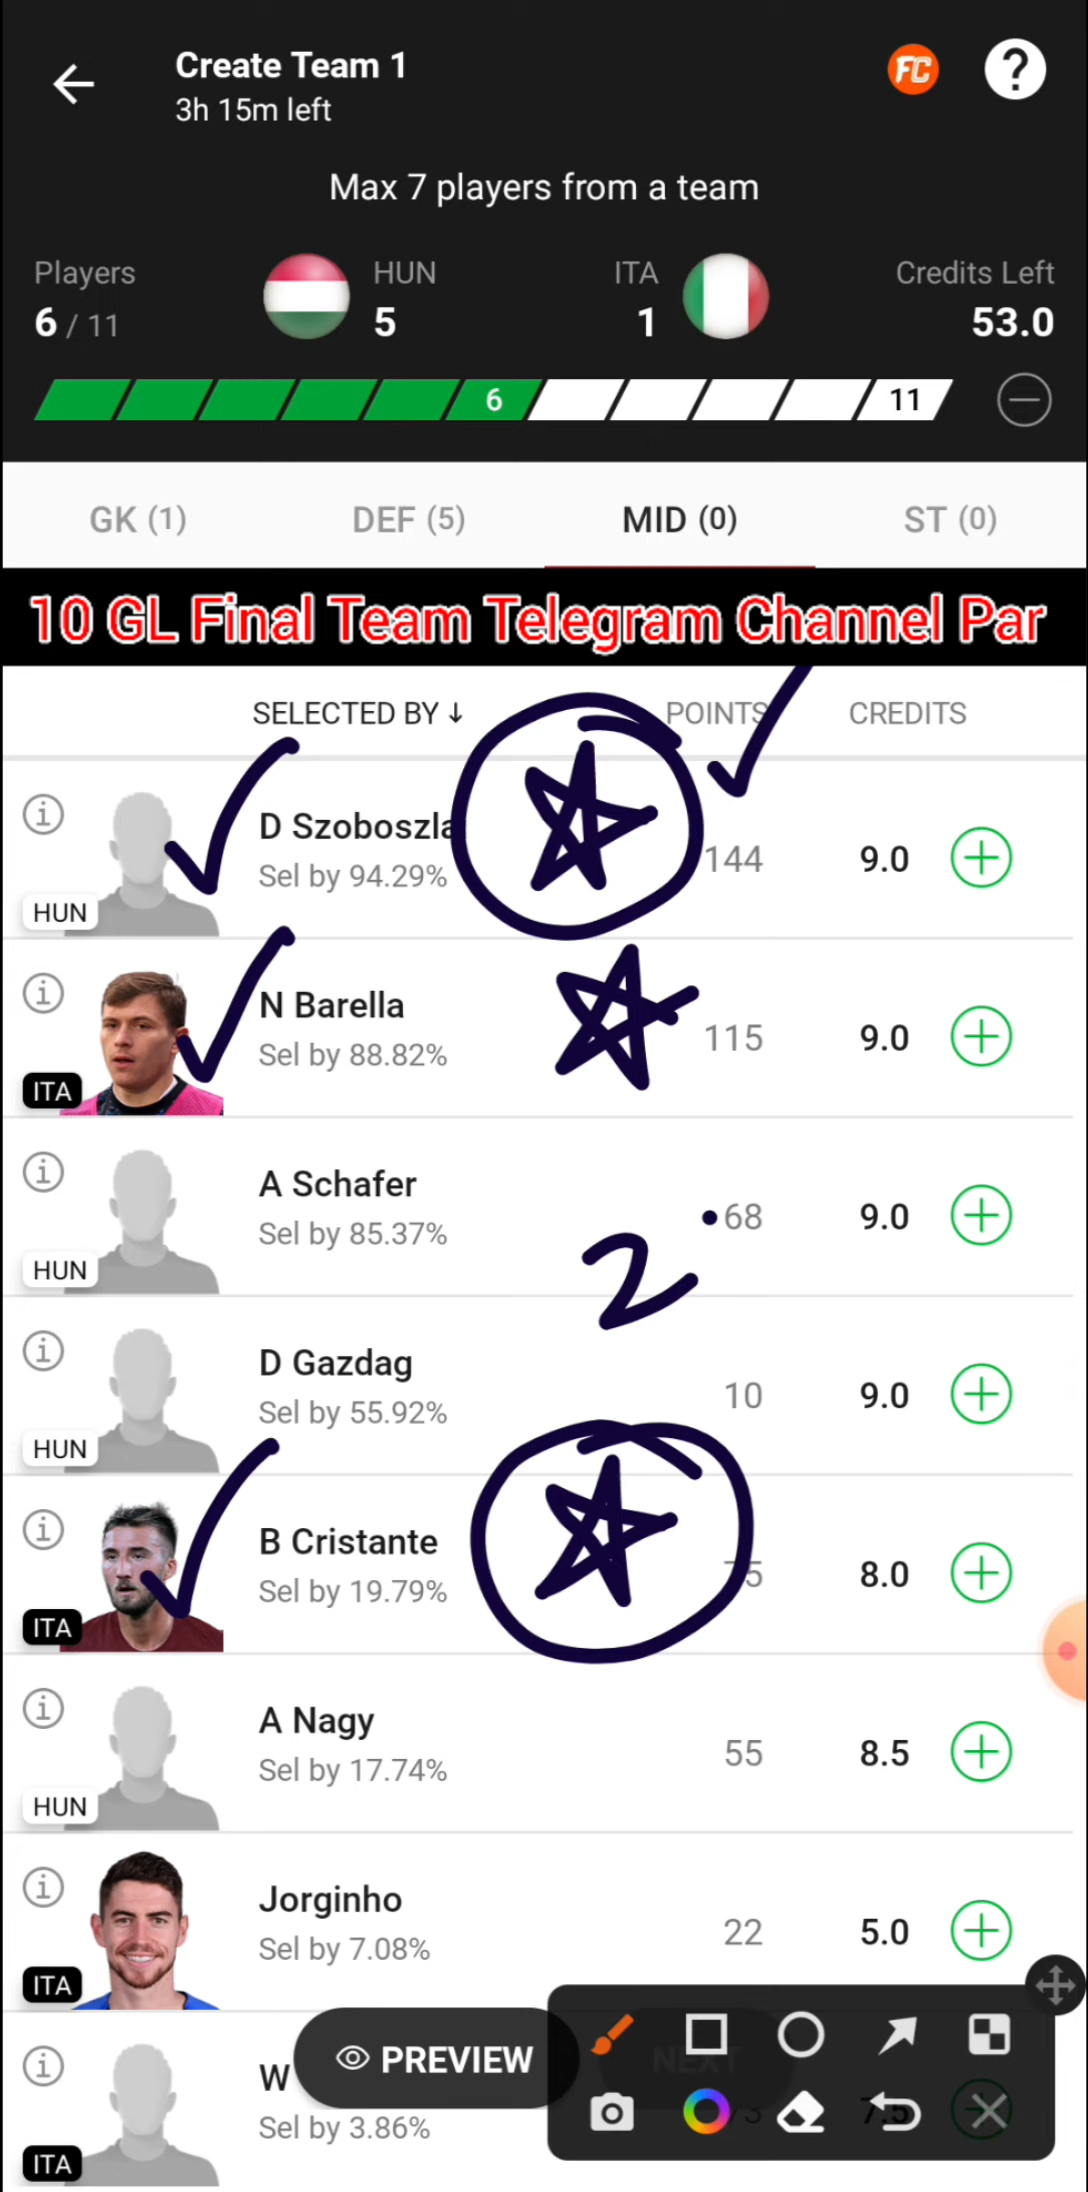 Create Team 1
3h 15m left
FC
?
Max 7 players from a team
Players HUN ITA Credits Left
6 / 11 5 1 53.0
6 11
GK (1) DEF (5) MID (0) ST (0)
10 GL Final Team Telegram Channel Par
SELECTED BY ↓ POINTS CREDITS
D Szoboszla
Sel by 94.29% 144 9.0
HUN
N Barella
Sel by 88.82% 115 9.0
ITA
A Schafer
Sel by 85.37% 68 9.0
HUN
2
D Gazdag
Sel by 55.92% 10 9.0
HUN
B Cristante
Sel by 19.79% 75 8.0
ITA
A Nagy
Sel by 17.74% 55 8.5
HUN
Jorginho
Sel by 7.08% 22 5.0
ITA
W PREVIEW NEXT
Sel by 3.86% 7.5
ITA